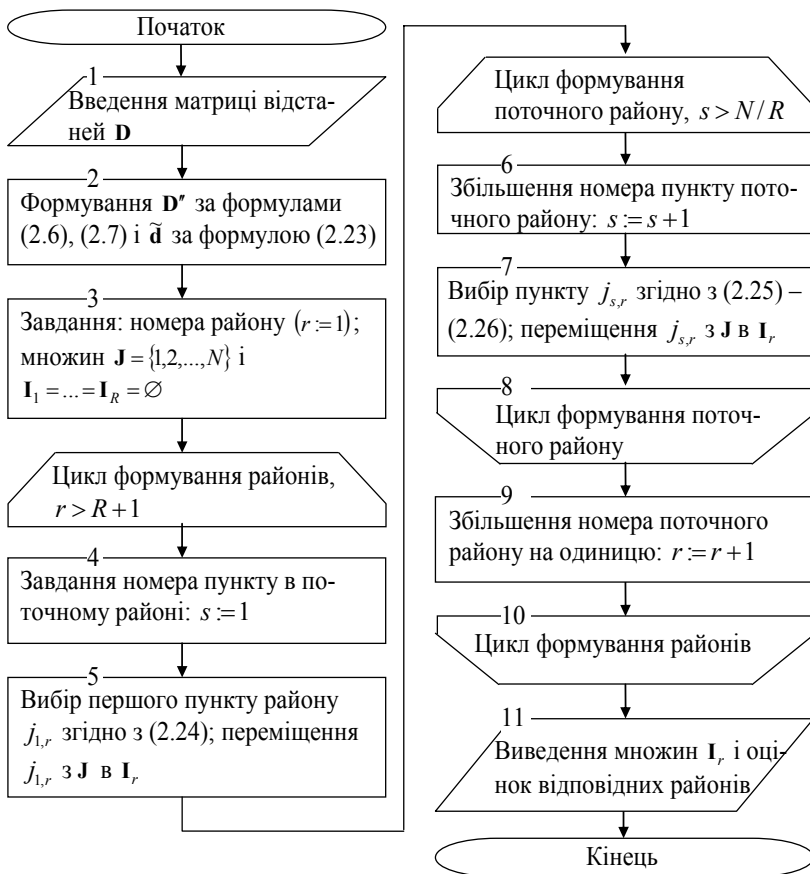 Початок
1
Введення матриці відста-
ней D
2
Формування D″ за формулами
(2.6), (2.7) і d̃ за формулою (2.23)
3
Завдання: номера району (r := 1);
множин J = {1,2,...,N} і
I₁ = ... = I_R = ∅
Цикл формування районів,
r > R + 1
4
Завдання номера пункту в по-
точному районі: s := 1
5
Вибір першого пункту району
j₁,ᵣ згідно з (2.24); переміщення
j₁,ᵣ з J в Iᵣ
Цикл формування
поточного району, s > N / R
6
Збільшення номера пункту пото-
чного району: s := s + 1
7
Вибір пункту jₛ,ᵣ згідно з (2.25) –
(2.26); переміщення jₛ,ᵣ з J в Iᵣ
8
Цикл формування поточ-
ного району
9
Збільшення номера поточного
району на одиницю: r := r + 1
10
Цикл формування районів
11
Виведення множин Iᵣ і оці-
нок відповідних районів
Кінець